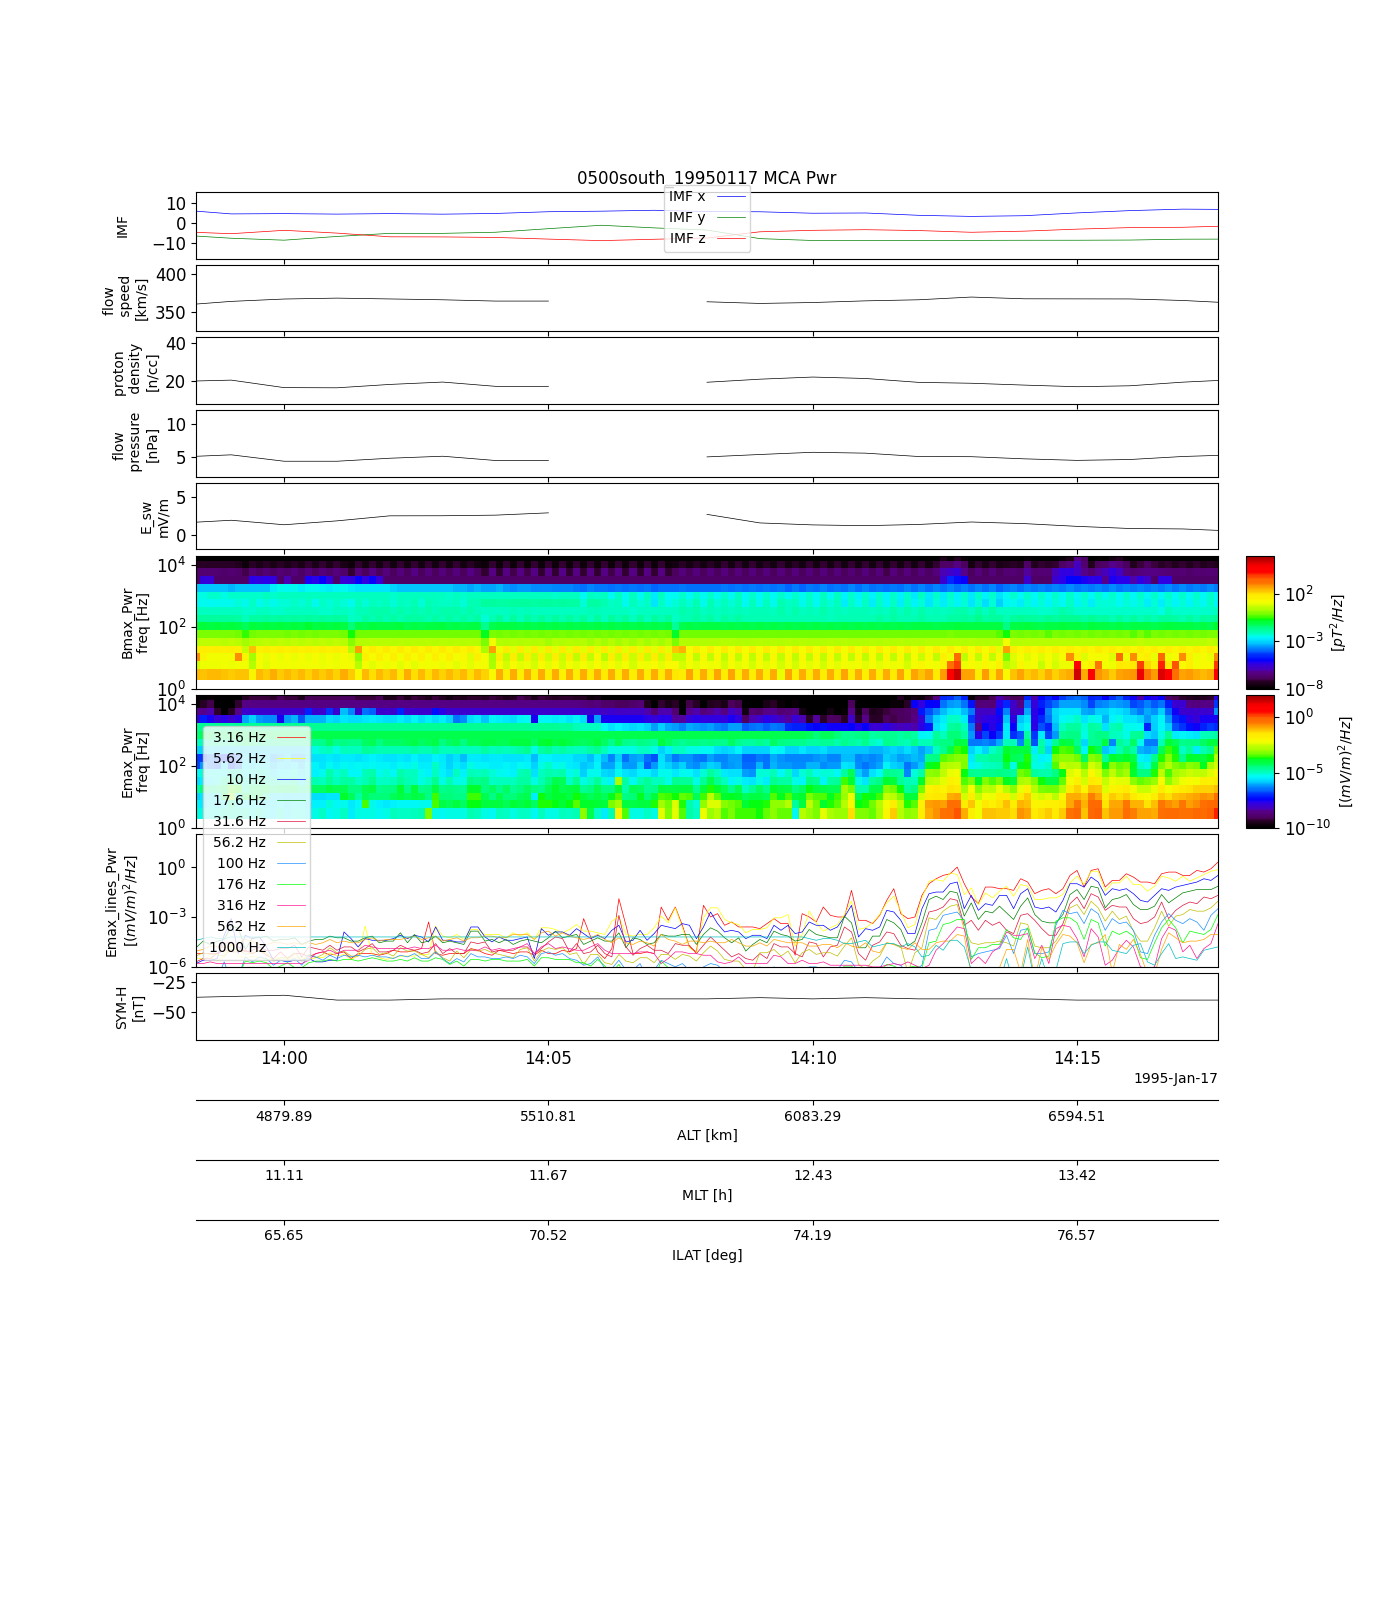 0500south_19950117 MCA Pwr
IMF
10
0
−10
IMF x
IMF y
IMF z
flow
speed
[km/s]
400
350
proton
density
[n/cc]
40
20
flow
pressure
[nPa]
10
5
E_sw
mV/m
5
0
Bmax_Pwr
freq [Hz]
10^4
10^2
10^0
10^2
10^−3
10^−8
[pT^2/Hz]
Emax_Pwr
freq [Hz]
10^4
10^2
10^0
10^0
10^−5
10^−10
[(mV/m)^2/Hz]
3.16 Hz
5.62 Hz
10 Hz
17.6 Hz
31.6 Hz
56.2 Hz
100 Hz
176 Hz
316 Hz
562 Hz
1000 Hz
Emax_lines_Pwr
[(mV/m)^2/Hz]
10^0
10^−3
10^−6
SYM-H
[nT]
−25
−50
14:00 14:05 14:10 14:15
1995-Jan-17
4879.89 5510.81 6083.29 6594.51
ALT [km]
11.11 11.67 12.43 13.42
MLT [h]
65.65 70.52 74.19 76.57
ILAT [deg]